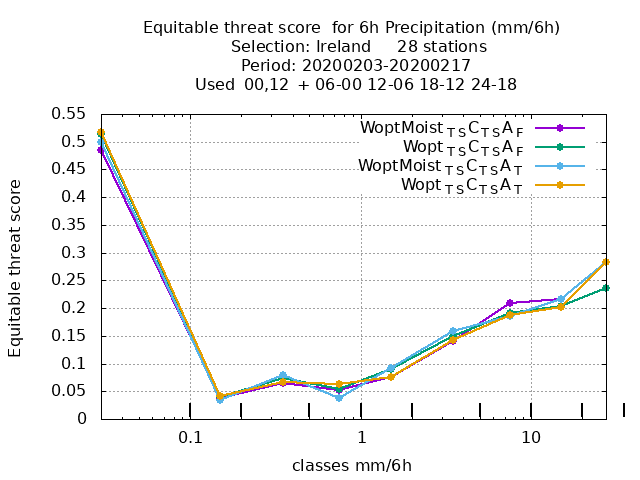 Equitable threat score  for 6h Precipitation (mm/6h)
Selection: Ireland     28 stations
Period: 20200203-20200217
Used  00,12  + 06-00 12-06 18-12 24-18
0.55
0.5
0.45
0.4
0.35
0.3
0.25
0.2
0.15
0.1
0.05
0
Equitable threat score
WoptMoist TS C TS A F
Wopt TS C TS A F
WoptMoist TS C TS A T
Wopt TS C TS A T
0.1 1 10
classes mm/6h